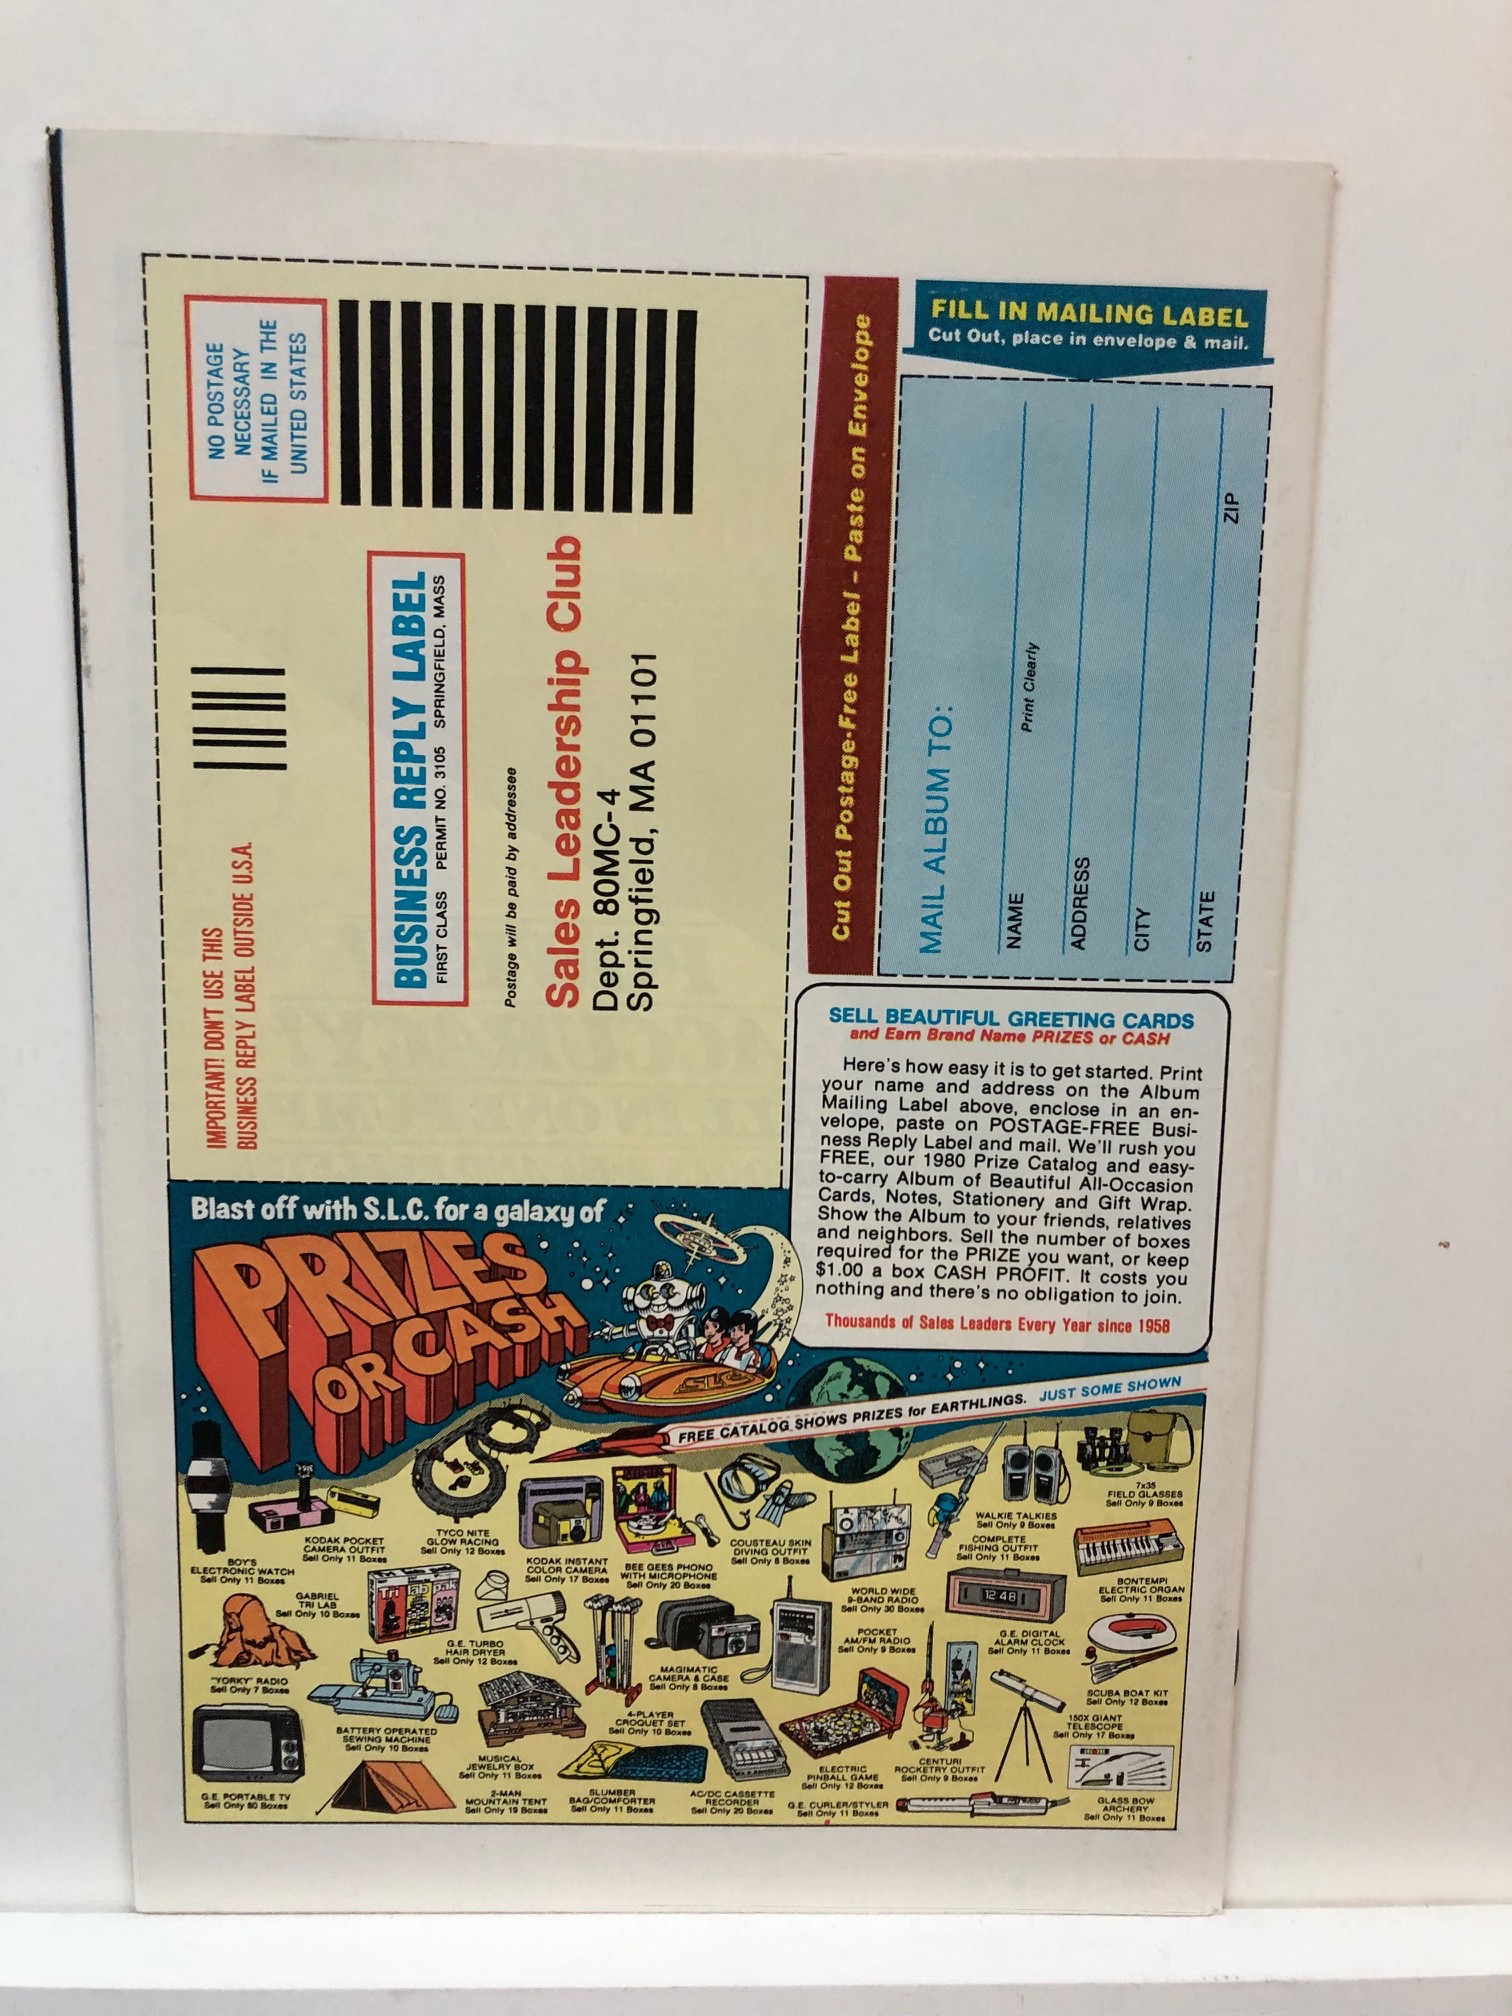 NO POSTAGE
NECESSARY
IF MAILED IN THE
UNITED STATES
IMPORTANT! DON'T USE THIS
BUSINESS REPLY LABEL OUTSIDE U.S.A.
BUSINESS REPLY LABEL
FIRST CLASS PERMIT NO. 3105 SPRINGFIELD, MASS
Postage will be paid by addressee
Sales Leadership Club
Dept. 80MC-4
Springfield, MA 01101
Cut Out Postage-Free Label - Paste on Envelope
FILL IN MAILING LABEL
Cut Out, place in envelope & mail.
MAIL ALBUM TO:
NAME
Print Clearly
ADDRESS
CITY
STATE
ZIP
SELL BEAUTIFUL GREETING CARDS
and Earn Brand Name PRIZES or CASH
Here's how easy it is to get started. Print
your name and address on the Album
Mailing Label above, enclose in an en-
velope, paste on POSTAGE-FREE Busi-
ness Reply Label and mail. We'll rush you
FREE, our 1980 Prize Catalog and easy-
to-carry Album of Beautiful All-Occasion
Cards, Notes, Stationery and Gift Wrap.
Show the Album to your friends, relatives
and neighbors. Sell the number of boxes
required for the PRIZE you want, or keep
$1.00 a box CASH PROFIT. It costs you
nothing and there's no obligation to join.
Thousands of Sales Leaders Every Year since 1958
Blast off with S.L.C. for a galaxy of
PRIZES
OR CASH
SLC
FREE CATALOG SHOWS PRIZES for EARTHLINGS. JUST SOME SHOWN
BOY'S
ELECTRONIC WATCH
Sell Only 11 Boxes
KODAK POCKET
CAMERA OUTFIT
Sell Only 11 Boxes
TYCO NITE
GLOW RACING
Sell Only 12 Boxes
KODAK INSTANT
COLOR CAMERA
Sell Only 17 Boxes
BEE GEES PHONO
WITH MICROPHONE
Sell Only 20 Boxes
COUSTEAU SKIN
DIVING OUTFIT
Sell Only 8 Boxes
WORLD WIDE
9-BAND RADIO
Sell Only 30 Boxes
WALKIE TALKIES
Sell Only 9 Boxes
COMPLETE
FISHING OUTFIT
Sell Only 11 Boxes
7x35
FIELD GLASSES
Sell Only 9 Boxes
BONTEMPI
ELECTRIC ORGAN
Sell Only 11 Boxes
GABRIEL
TRI LAB
Sell Only 10 Boxes
Tri lab pak
G.E. TURBO
HAIR DRYER
Sell Only 12 Boxes
MAGIMATIC
CAMERA & CASE
Sell Only 8 Boxes
POCKET
AM/FM RADIO
Sell Only 9 Boxes
12 48
G.E. DIGITAL
ALARM CLOCK
Sell Only 11 Boxes
SCUBA BOAT KIT
Sell Only 12 Boxes
"YORKY" RADIO
Sell Only 7 Boxes
BATTERY OPERATED
SEWING MACHINE
Sell Only 10 Boxes
MUSICAL
JEWELRY BOX
Sell Only 11 Boxes
4-PLAYER
CROQUET SET
Sell Only 10 Boxes
150X GIANT
TELESCOPE
Sell Only 17 Boxes
G.E. PORTABLE TV
Sell Only 50 Boxes
2-MAN
MOUNTAIN TENT
Sell Only 19 Boxes
SLUMBER
BAG/COMFORTER
Sell Only 11 Boxes
AC/DC CASSETTE
RECORDER
Sell Only 20 Boxes
ELECTRIC
PINBALL GAME
Sell Only 12 Boxes
G.E. CURLER/STYLER
Sell Only 11 Boxes
CENTURI
ROCKETRY OUTFIT
Sell Only 9 Boxes
GLASS BOW
ARCHERY
Sell Only 11 Boxes